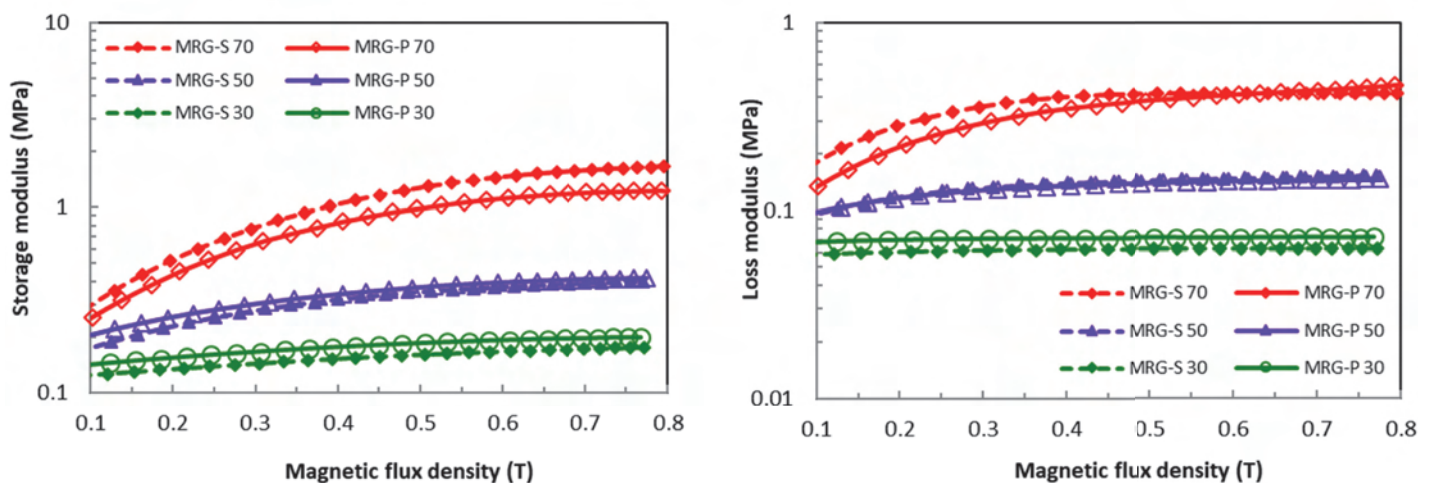 10
1
0.1
Storage modulus (MPa)
MRG-S 70 MRG-P 70
MRG-S 50 MRG-P 50
MRG-S 30 MRG-P 30
0.1 0.2 0.3 0.4 0.5 0.6 0.7 0.8
Magnetic flux density (T)
1
0.1
0.01
Loss modulus (MPa)
MRG-S 70 MRG-P 70
MRG-S 50 MRG-P 50
MRG-S 30 MRG-P 30
0.1 0.2 0.3 0.4 0.5 0.6 0.7 0.8
Magnetic flux density (T)